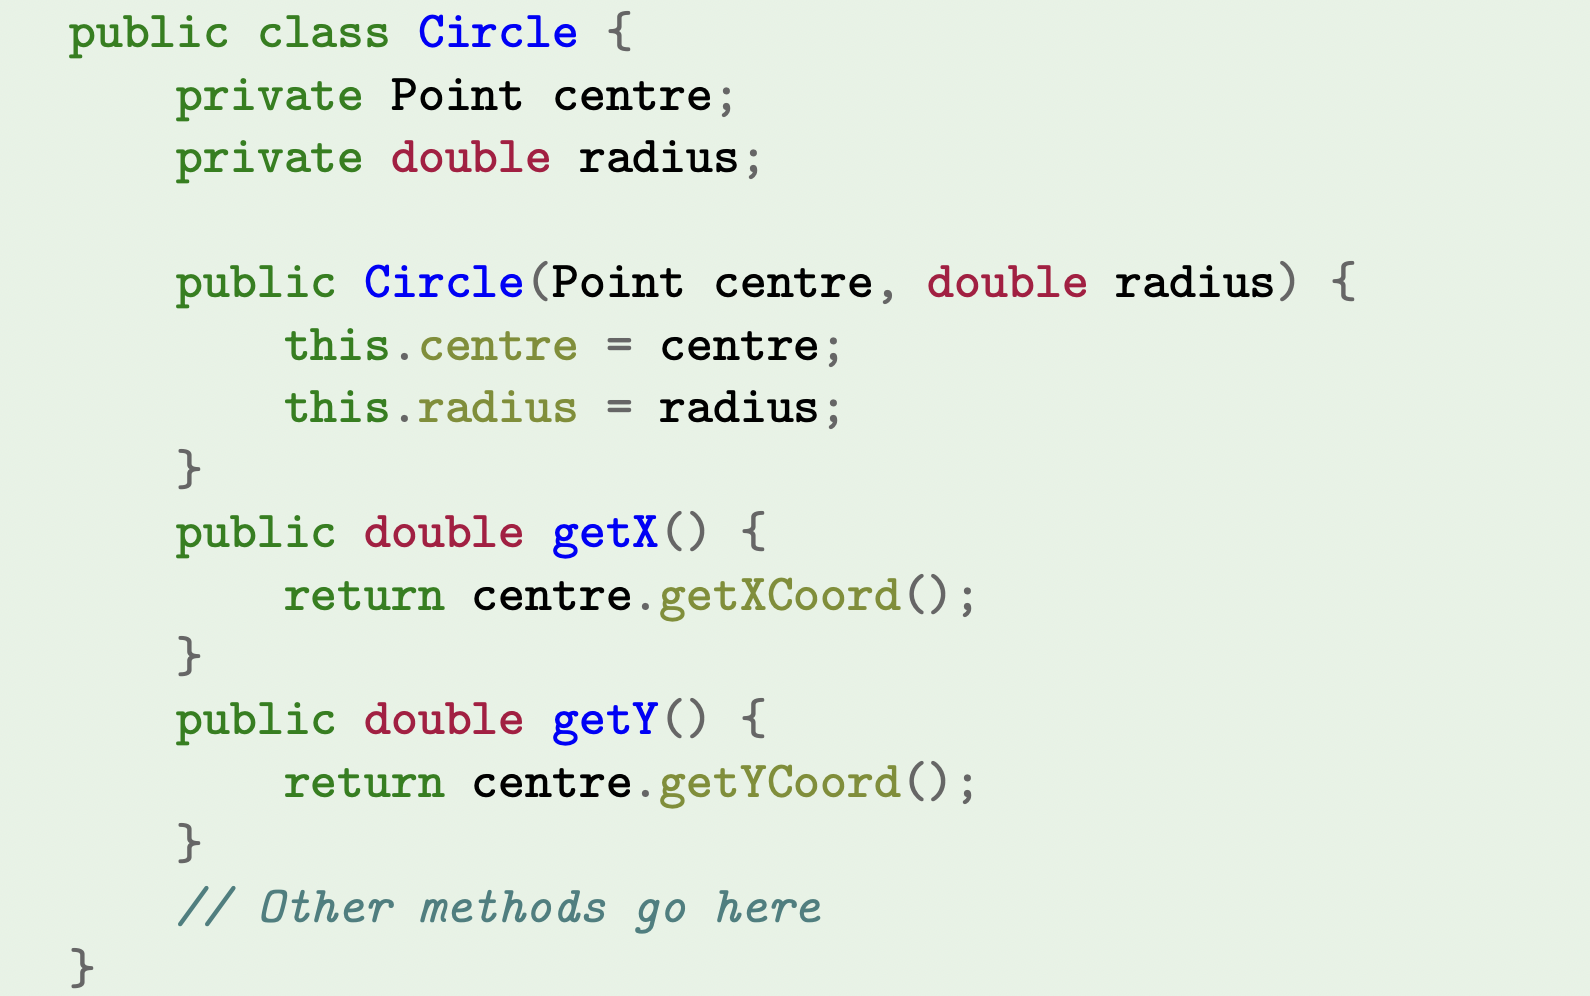 public class Circle {
    private Point centre;
    private double radius;

    public Circle(Point centre, double radius) {
        this.centre = centre;
        this.radius = radius;
    }
    public double getX() {
        return centre.getXCoord();
    }
    public double getY() {
        return centre.getYCoord();
    }
    // Other methods go here
}